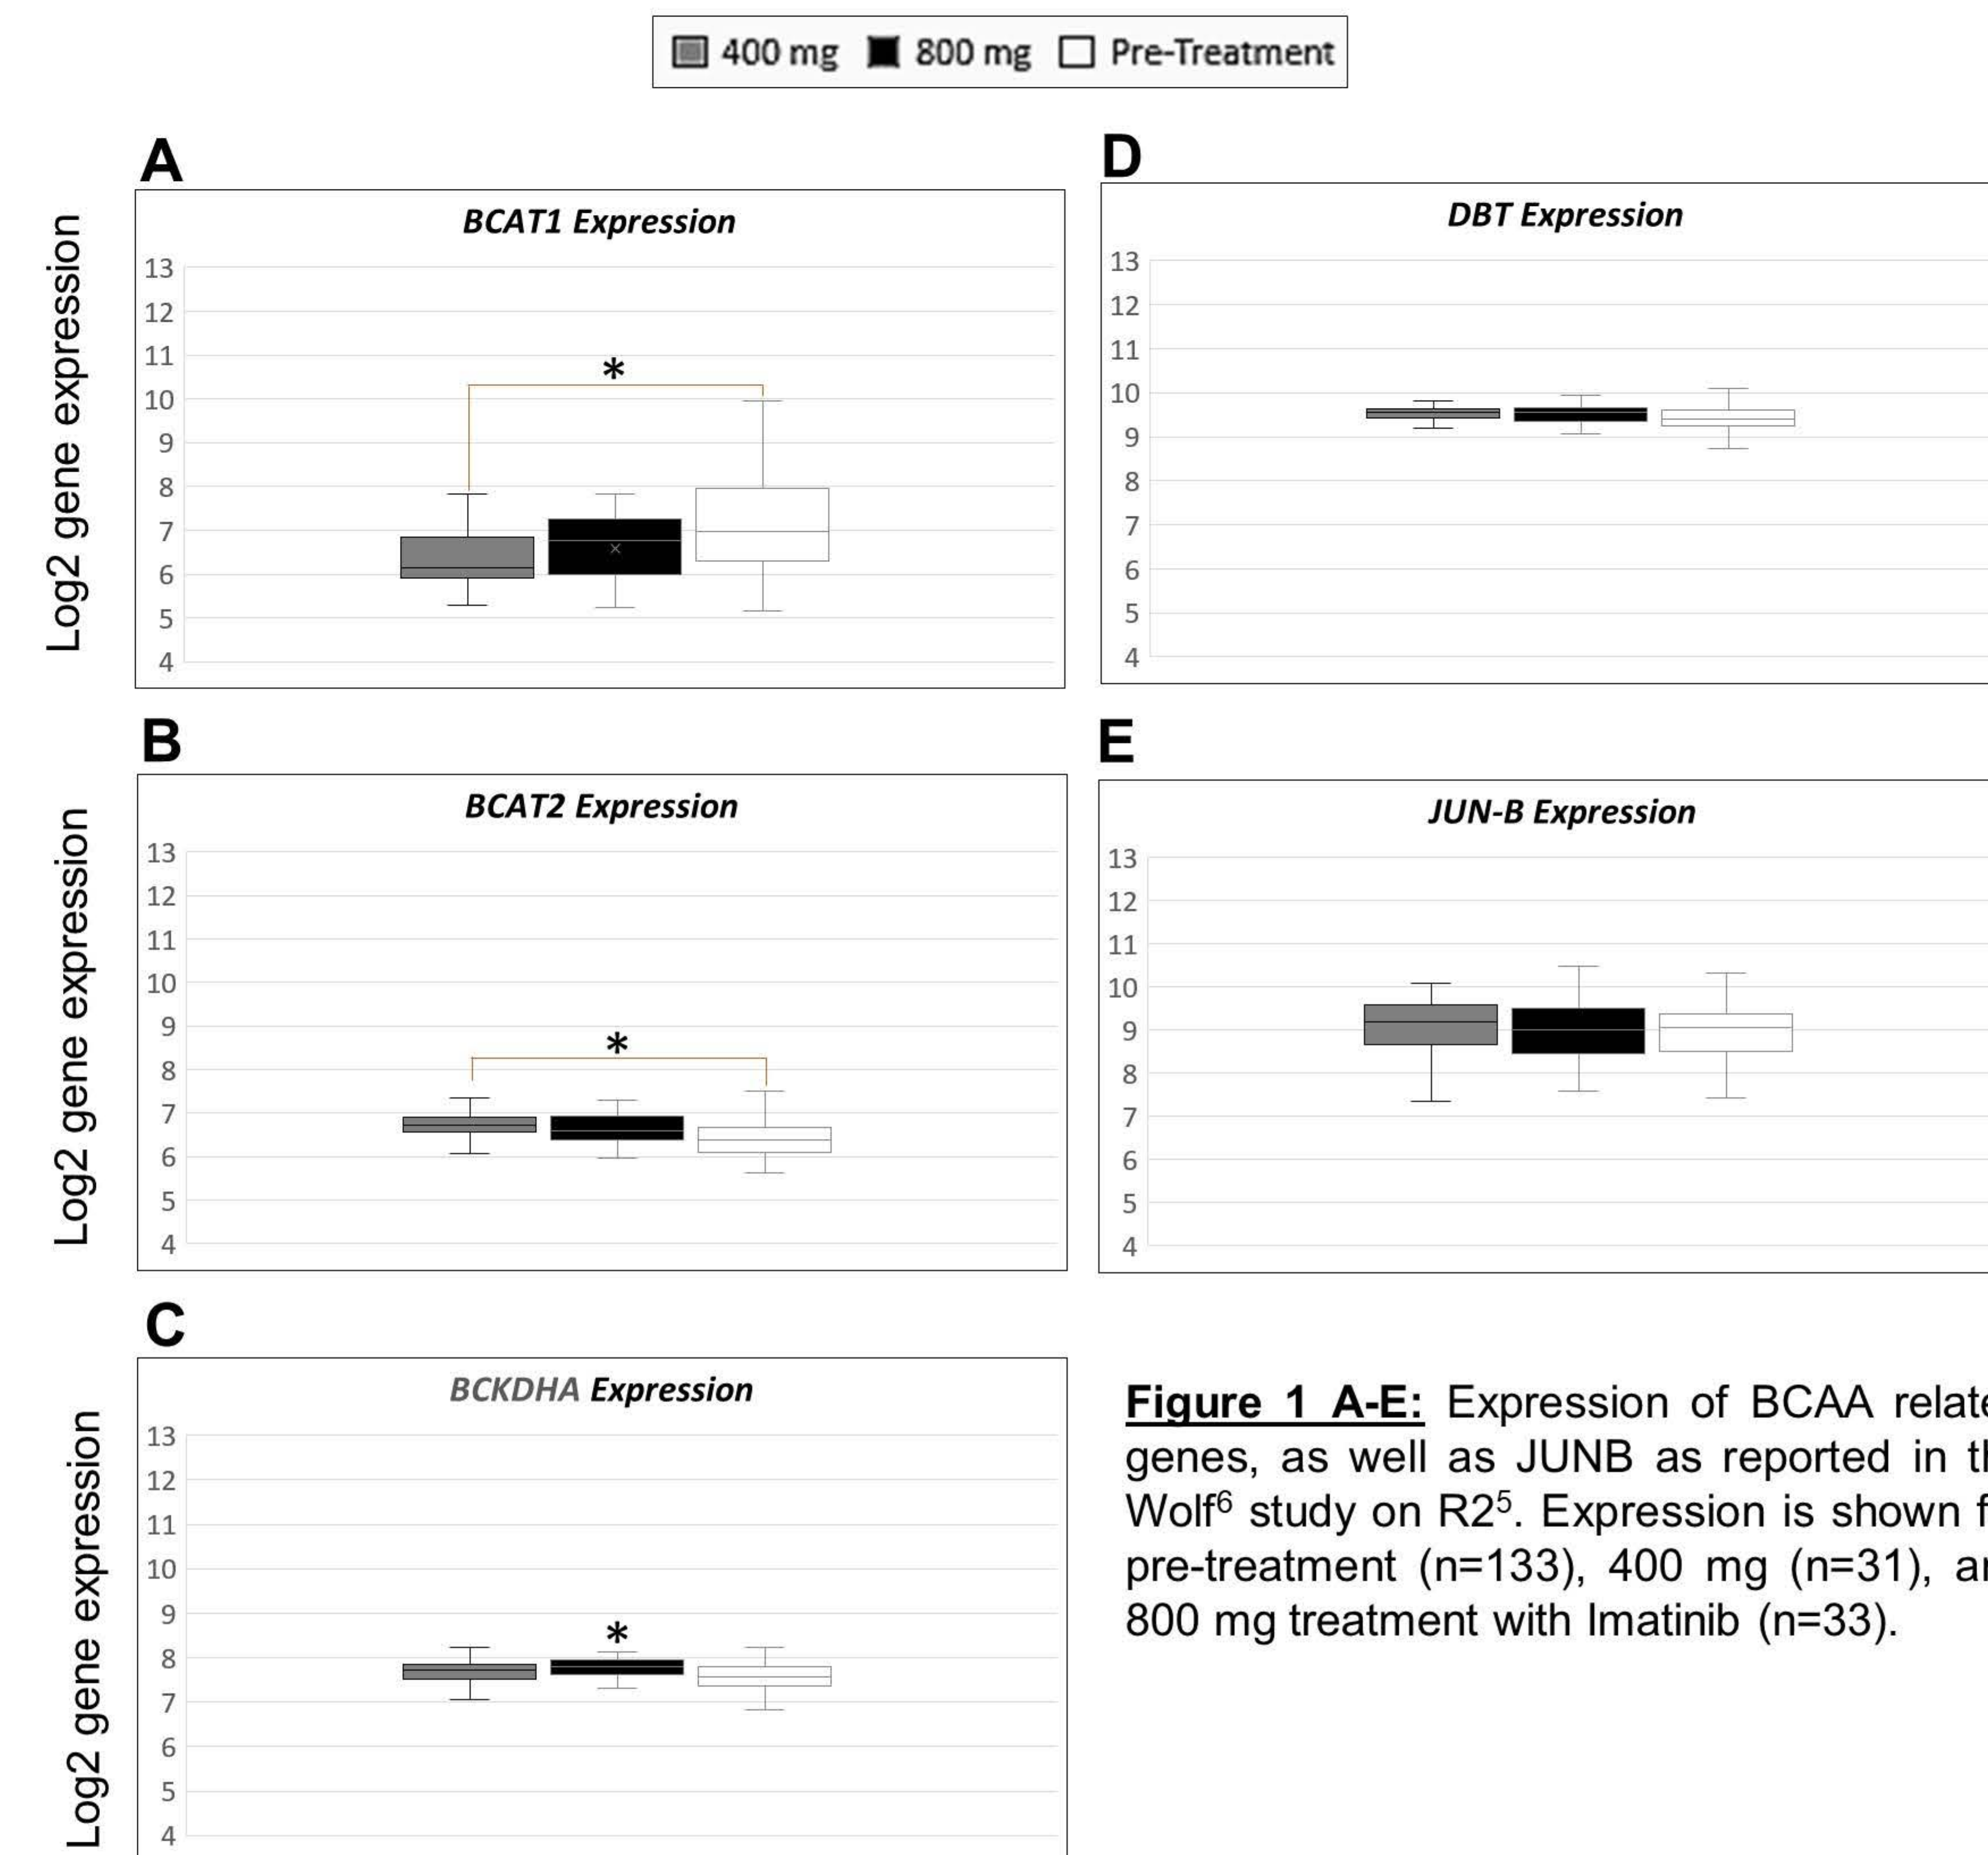 400 mg 800 mg Pre-Treatment
A
BCAT1 Expression
Log2 gene expression
13
12
11
10
9
8
7
6
5
4
*
D
DBT Expression
13
12
11
10
9
8
7
6
5
4
B
BCAT2 Expression
Log2 gene expression
13
12
11
10
9
8
7
6
5
4
*
E
JUN-B Expression
13
12
11
10
9
8
7
6
5
4
C
BCKDHA Expression
Log2 gene expression
13
12
11
10
9
8
7
6
5
4
*
Figure 1 A-E: Expression of BCAA relate
genes, as well as JUNB as reported in th
Wolf⁶ study on R2⁵. Expression is shown f
pre-treatment (n=133), 400 mg (n=31), a
800 mg treatment with Imatinib (n=33).